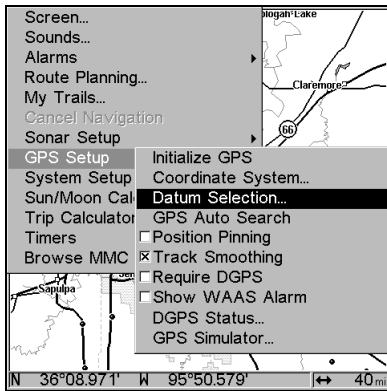 Screen...
Sounds...
Alarms
Route Planning...
My Trails...
Cancel Navigation
Sonar Setup
GPS Setup
System Setup
Sun/Moon Cal
Trip Calculator
Timers
Browse MMC
Initialize GPS
Coordinate System...
Datum Selection...
GPS Auto Search
Position Pinning
Track Smoothing
Require DGPS
Show WAAS Alarm
DGPS Status...
GPS Simulator...
ologah Lake
Claremore
66
Sapulpa
N 36°08.971' W 95°50.579' ↔ 40 m